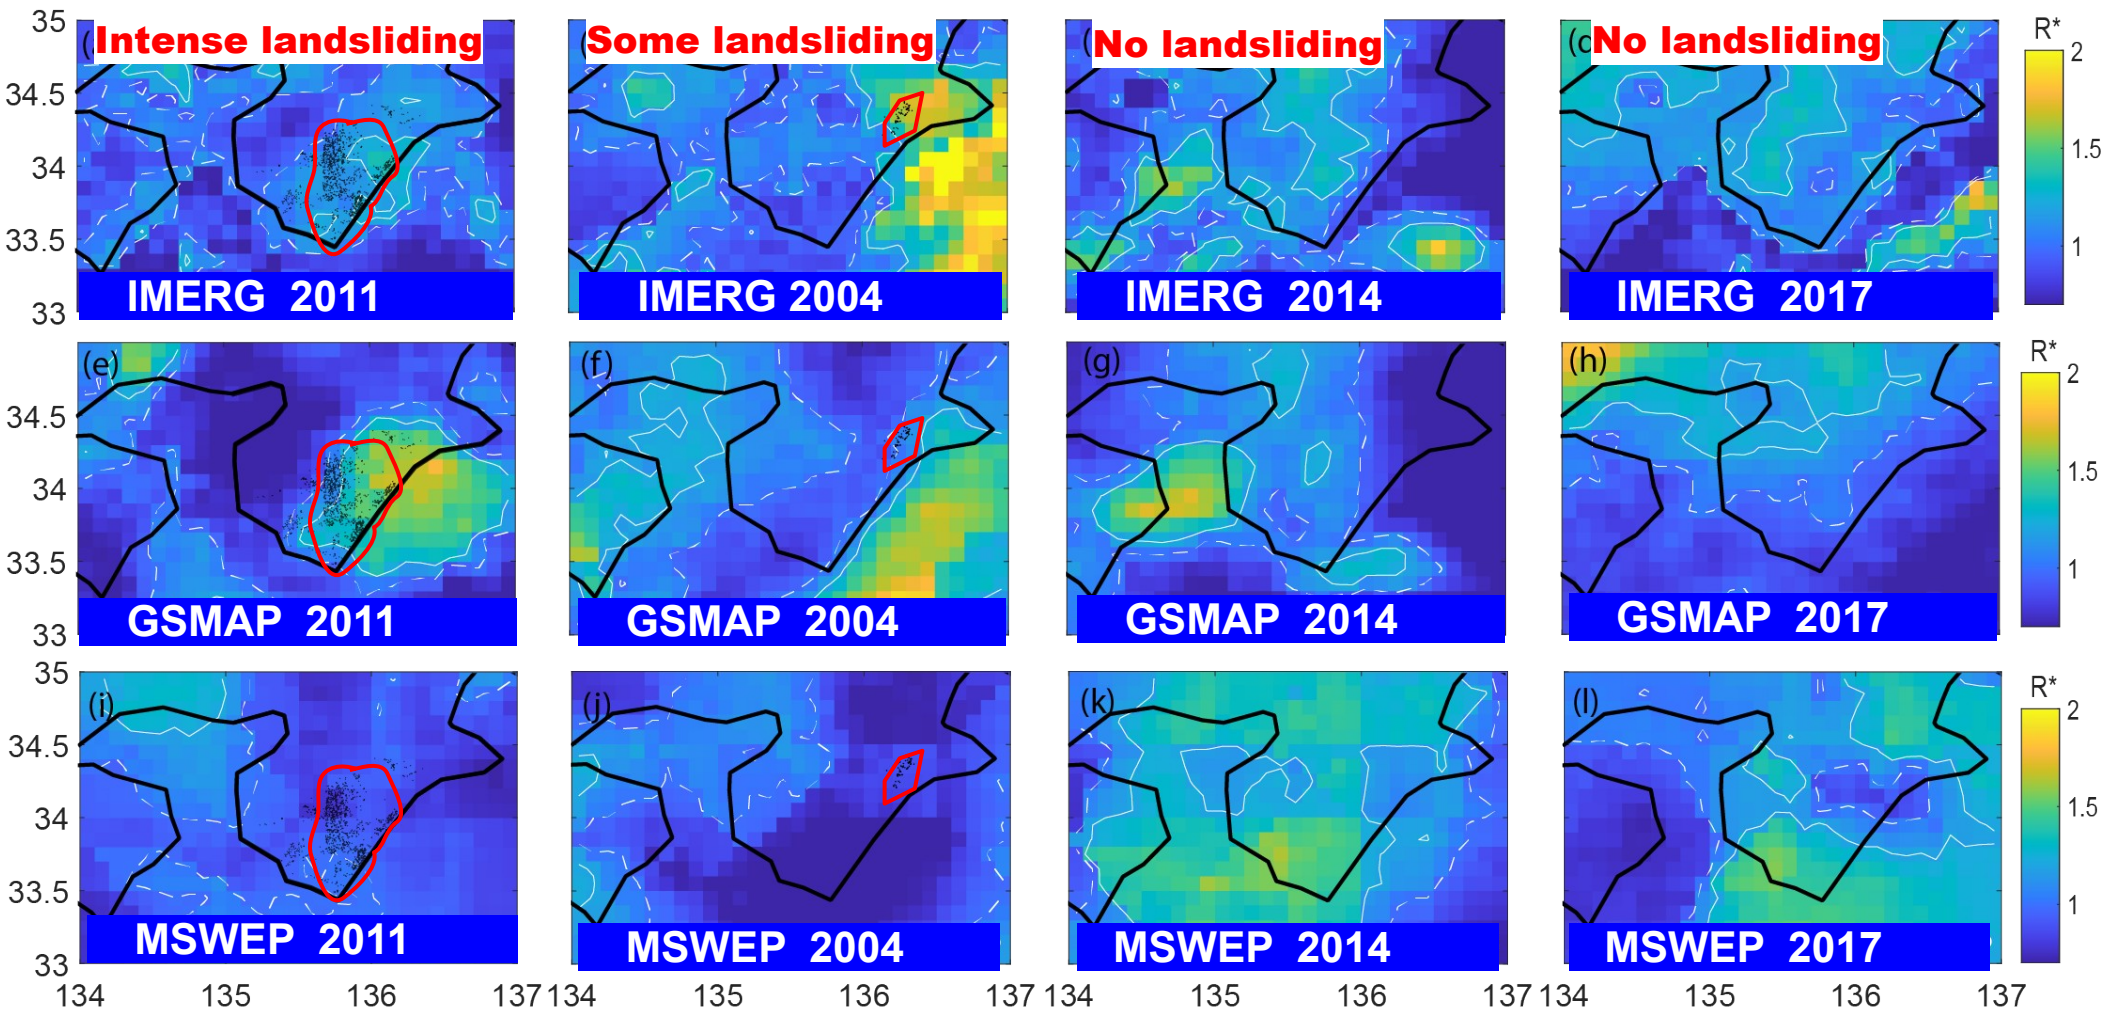 Intense landsliding
Some landsliding
No landsliding
No landsliding
35
34.5
34
33.5
33
R*
2
1.5
1
IMERG 2011
IMERG 2004
IMERG 2014
IMERG 2017
(e)
(f)
(g)
(h)
34.5
34
33.5
33
R*
2
1.5
1
GSMAP 2011
GSMAP 2004
GSMAP 2014
GSMAP 2017
(i)
(j)
(k)
(l)
35
34.5
34
33.5
33
R*
2
1.5
1
MSWEP 2011
MSWEP 2004
MSWEP 2014
MSWEP 2017
134 135 136 137 134 135 136 137 134 135 136 137 134 135 136 137